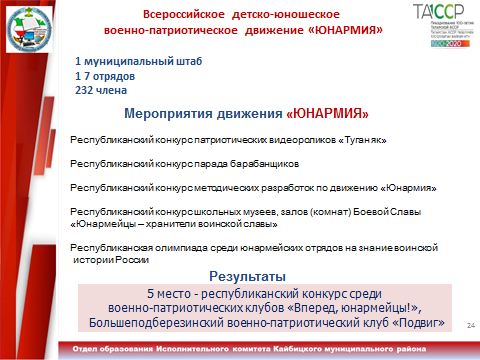 Всероссийское детско-юношеское
военно-патриотическое движение «ЮНАРМИЯ»
ТАССР
1920-2020
1 муниципальный штаб
1 7 отрядов
232 члена
Мероприятия движения «ЮНАРМИЯ»
Республиканский конкурс патриотических видеороликов «Туган як»
Республиканский конкурс парада барабанщиков
Республиканский конкурс методических разработок по движению «Юнармия»
Республиканский конкурс школьных музеев, залов (комнат) Боевой Славы
«Юнармейцы – хранители воинской славы»
Республиканская олимпиада среди юнармейских отрядов на знание воинской
истории России
Результаты
5 место - республиканский конкурс среди
военно-патриотических клубов «Вперед, юнармейцы!»,
Большеподберезинский военно-патриотический клуб «Подвиг»
24
Отдел образования Исполнительного комитета Кайбицкого муниципального района